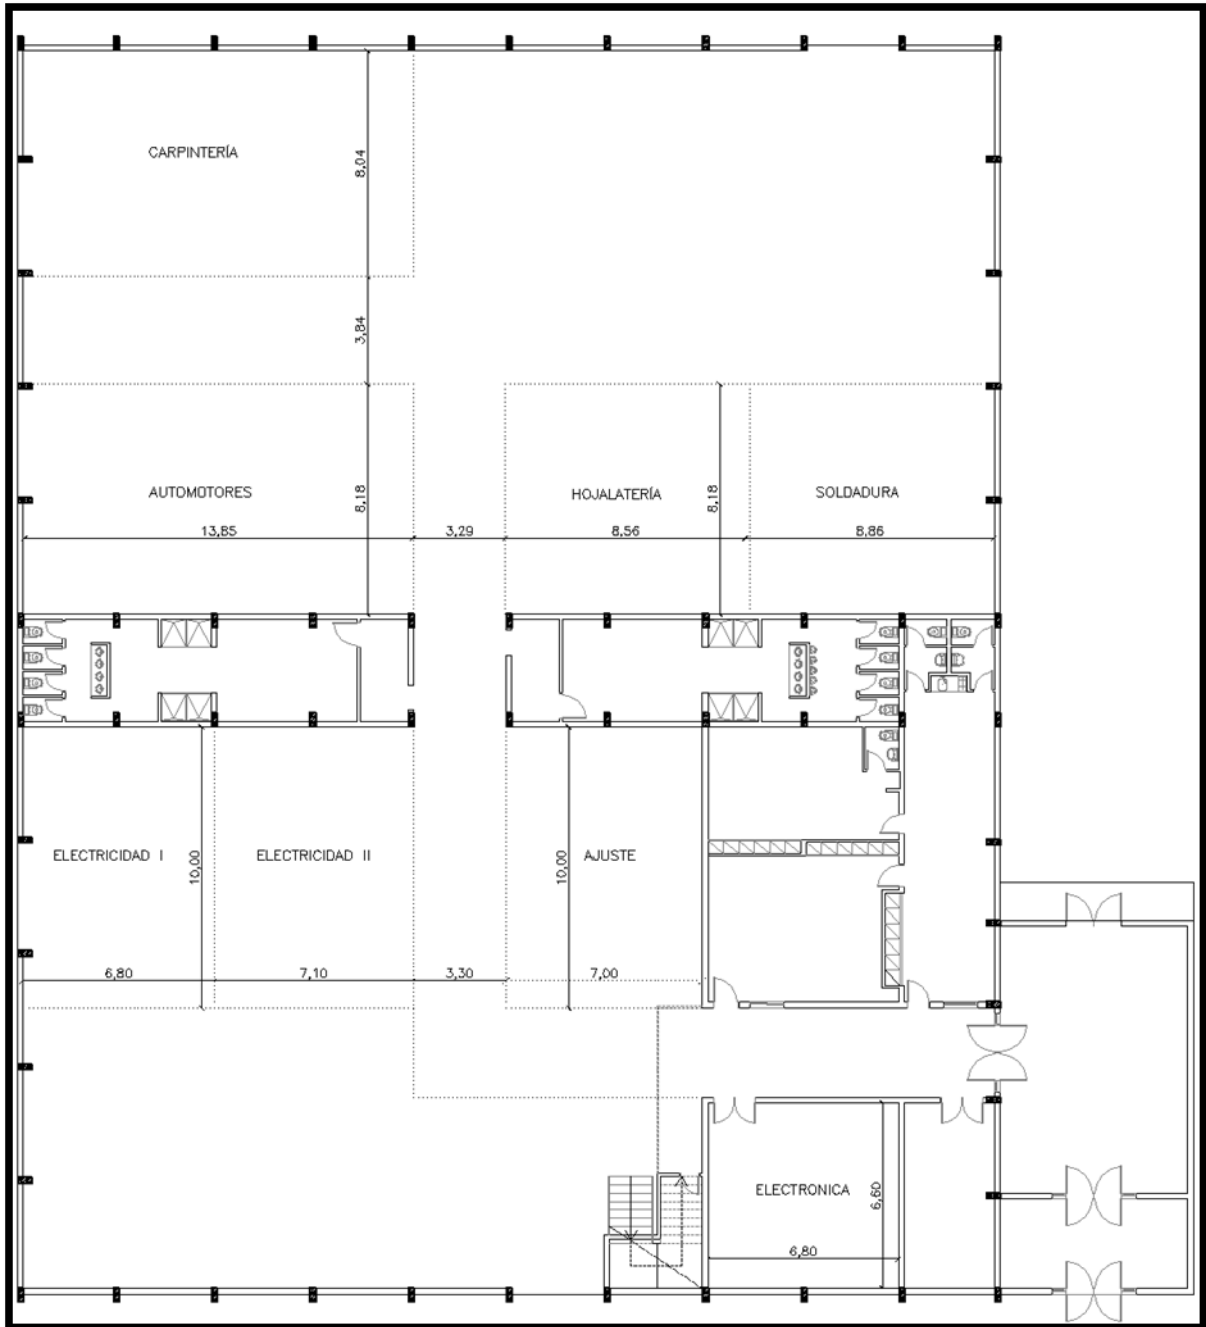 CARPINTERÍA
8,04
3,84
AUTOMOTORES
8,18
HOJALATERÍA
8,18
SOLDADURA
13,85
3,29
8,56
8,86
ELECTRICIDAD I
10,00
ELECTRICIDAD II
10,00
AJUSTE
6,80
7,10
3,30
7,00
ELECTRONICA
6,60
6,80